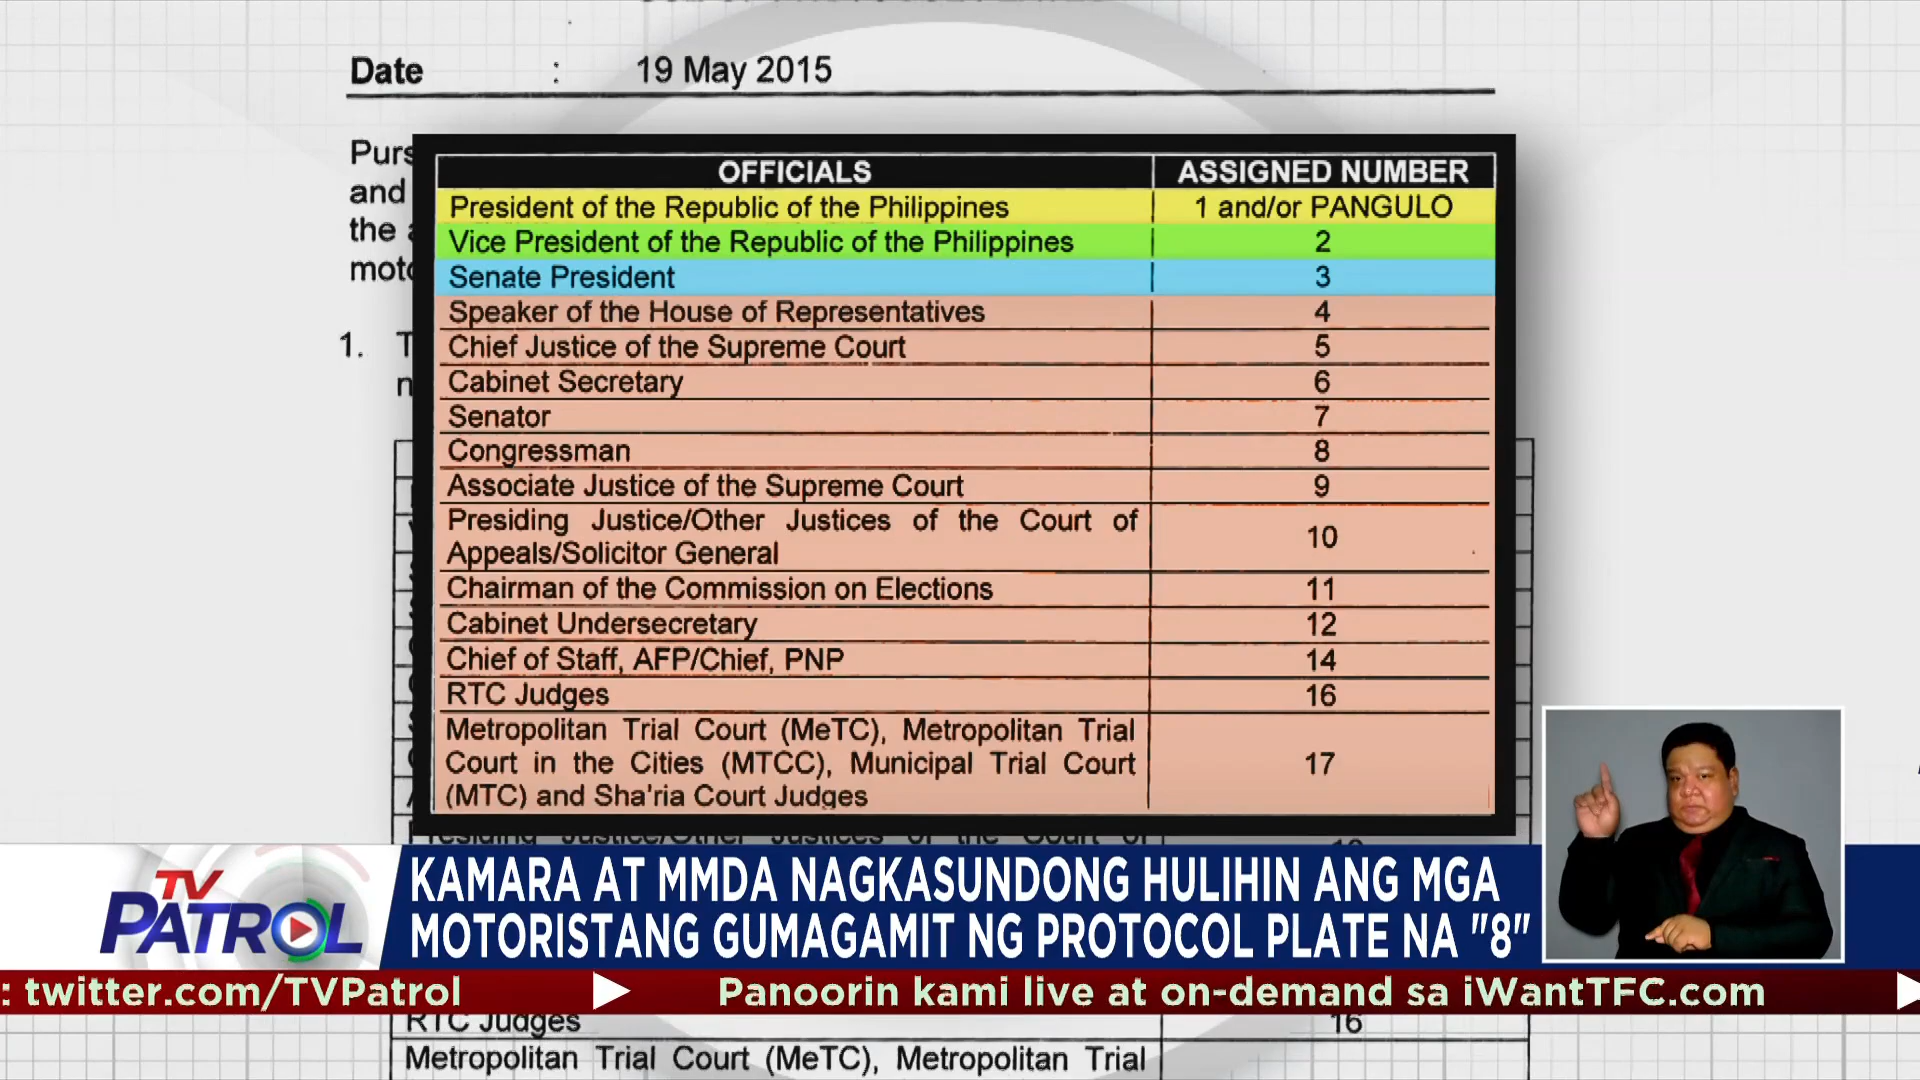 Date : 19 May 2015
Purs
and
the
moto
1. T
n
OFFICIALS ASSIGNED NUMBER
President of the Republic of the Philippines 1 and/or PANGULO
Vice President of the Republic of the Philippines 2
Senate President 3
Speaker of the House of Representatives 4
Chief Justice of the Supreme Court 5
Cabinet Secretary 6
Senator 7
Congressman 8
Associate Justice of the Supreme Court 9
Presiding Justice/Other Justices of the Court of
Appeals/Solicitor General 10
Chairman of the Commission on Elections 11
Cabinet Undersecretary 12
Chief of Staff, AFP/Chief, PNP 14
RTC Judges 16
Metropolitan Trial Court (MeTC), Metropolitan Trial
Court in the Cities (MTCC), Municipal Trial Court 17
(MTC) and Sha'ria Court Judges
TV PATROL
KAMARA AT MMDA NAGKASUNDONG HULIHIN ANG MGA
MOTORISTANG GUMAGAMIT NG PROTOCOL PLATE NA "8"
: twitter.com/TVPatrol Panoorin kami live at on-demand sa iWantTFC.com
RTC Judges 16
Metropolitan Trial Court (MeTC), Metropolitan Trial